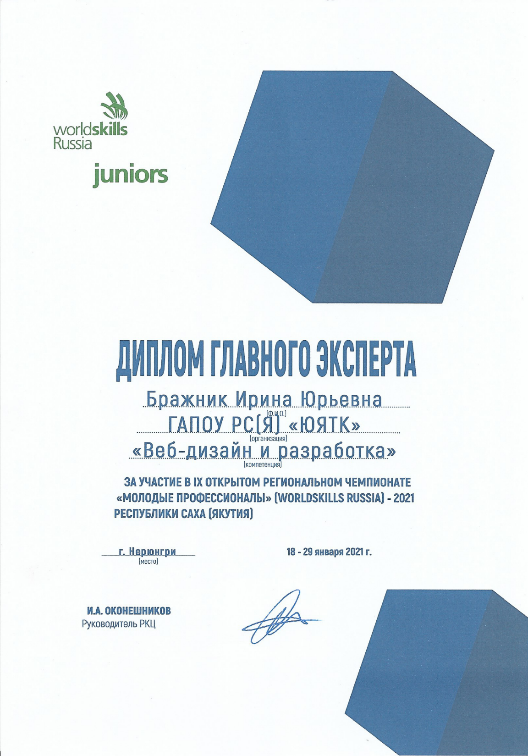 worldskills
Russia
juniors
ДИПЛОМ ГЛАВНОГО ЭКСПЕРТА
Бражник Ирина Юрьевна
(Ф.И.О.)
ГАПОУ РС(Я) «ЮЯТК»
(организация)
«Веб-дизайн и разработка»
(компетенция)
ЗА УЧАСТИЕ В IX ОТКРЫТОМ РЕГИОНАЛЬНОМ ЧЕМПИОНАТЕ
«МОЛОДЫЕ ПРОФЕССИОНАЛЫ» (WORLDSKILLS RUSSIA) - 2021
РЕСПУБЛИКИ САХА (ЯКУТИЯ)
г. Нерюнгри 18 - 29 января 2021 г.
(место)
И.А. ОКОНЕШНИКОВ
Руководитель РКЦ